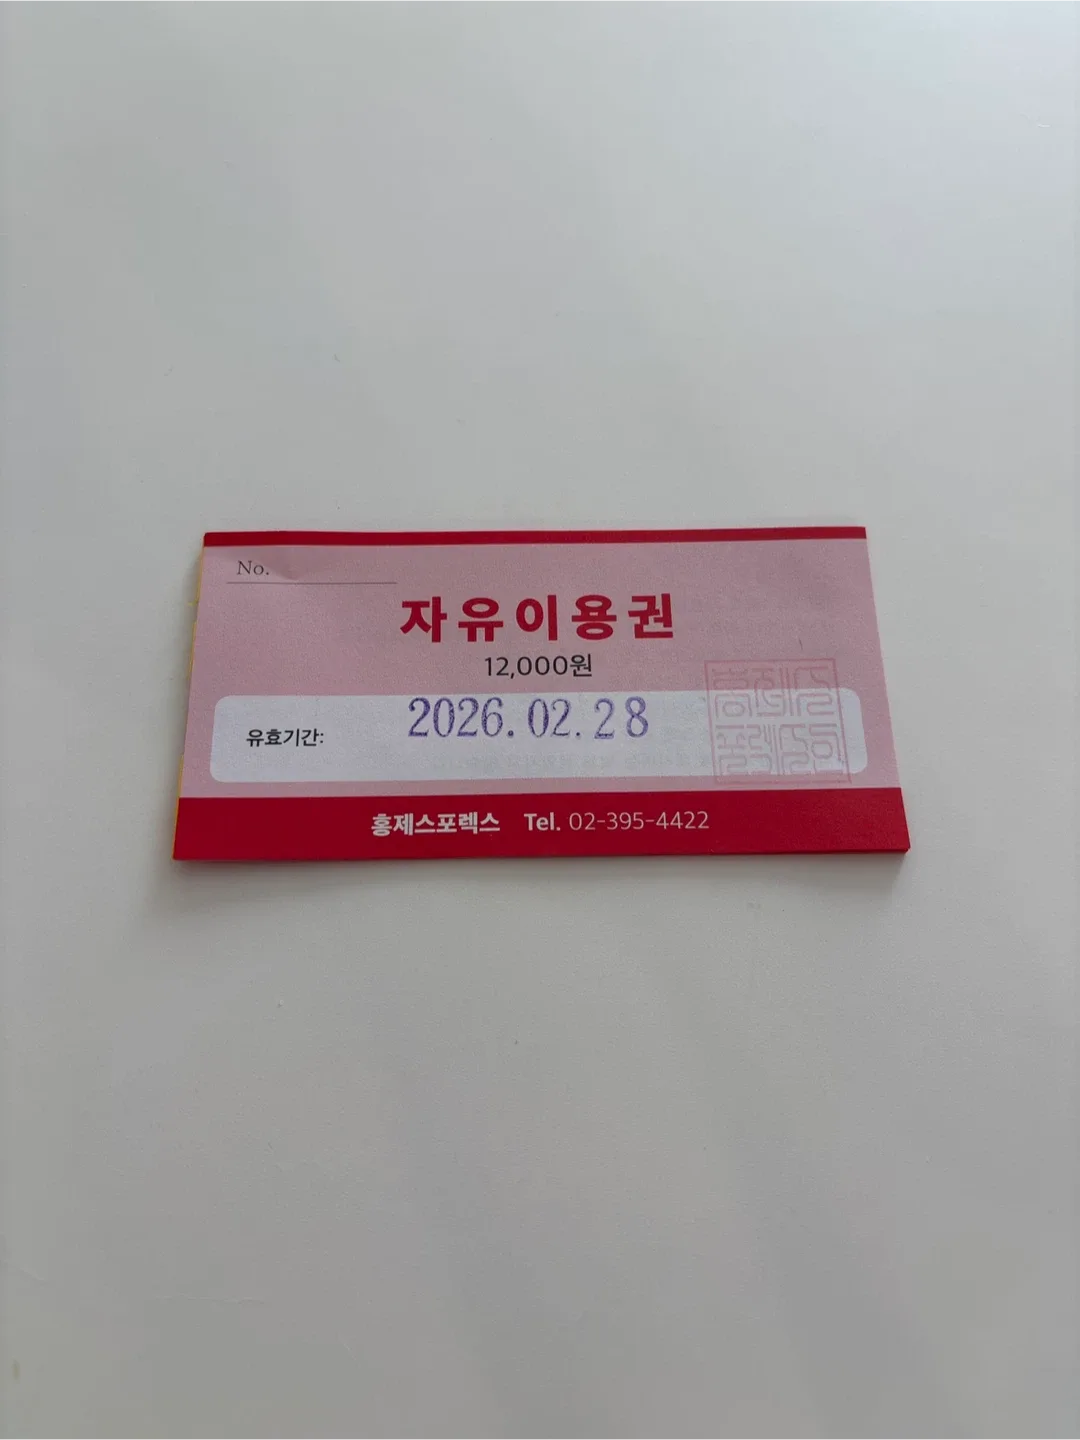 No.
자유이용권
12,000원
유효기간: 2026.02.28
홍제스포렉스 Tel. 02-395-4422